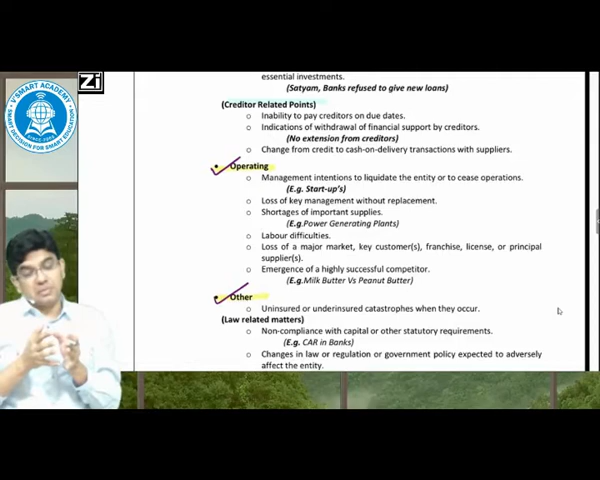 V'SMART ACADEMY
SINCE 2004
SMART DECISION FOR SMART EDUCATION
Zi
essential investments.
(Satyam, Banks refused to give new loans)
(Creditor Related Points)
o Inability to pay creditors on due dates.
o Indications of withdrawal of financial support by creditors.
(No extension from creditors)
o Change from credit to cash-on-delivery transactions with suppliers.
• Operating
o Management intentions to liquidate the entity or to cease operations.
(E.g. Start-up's)
o Loss of key management without replacement.
o Shortages of important supplies.
(E.g.Power Generating Plants)
o Labour difficulties.
o Loss of a major market, key customer(s), franchise, license, or principal
supplier(s).
o Emergence of a highly successful competitor.
(E.g.Milk Butter Vs Peanut Butter)
• Other
o Uninsured or underinsured catastrophes when they occur.
(Law related matters)
o Non-compliance with capital or other statutory requirements.
(E.g. CAR in Banks)
o Changes in law or regulation or government policy expected to adversely
affect the entity.